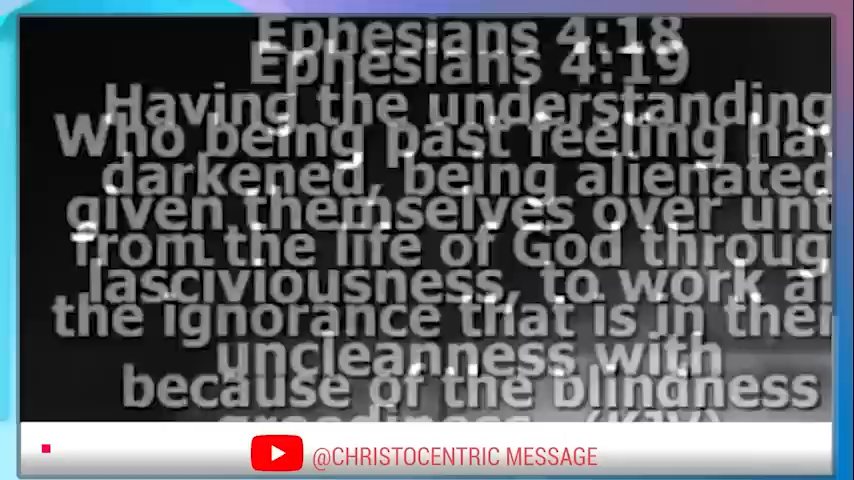 Ephesians 4:18
Ephesians 4:19
Having the understanding
Who being past feeling hav
darkened, being alienated
given themselves over unt
from the life of God throug
lasciviousness, to work al
the ignorance that is in then
uncleanness with
because of the blindness
greediness. (KJV)
@CHRISTOCENTRIC MESSAGE